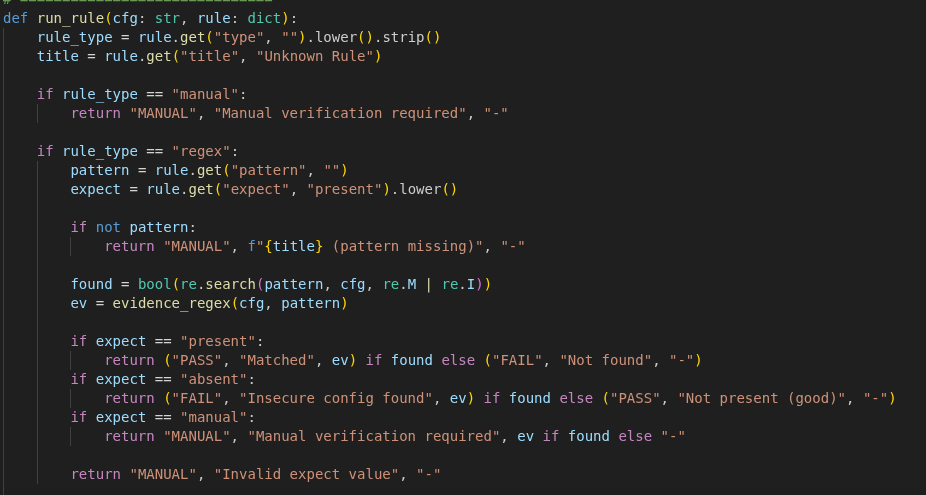 def run_rule(cfg: str, rule: dict):
    rule_type = rule.get("type", "").lower().strip()
    title = rule.get("title", "Unknown Rule")

    if rule_type == "manual":
        return "MANUAL", "Manual verification required", "-"

    if rule_type == "regex":
        pattern = rule.get("pattern", "")
        expect = rule.get("expect", "present").lower()

        if not pattern:
            return "MANUAL", f"{title} (pattern missing)", "-"

        found = bool(re.search(pattern, cfg, re.M | re.I))
        ev = evidence_regex(cfg, pattern)

        if expect == "present":
            return ("PASS", "Matched", ev) if found else ("FAIL", "Not found", "-")
        if expect == "absent":
            return ("FAIL", "Insecure config found", ev) if found else ("PASS", "Not present (good)", "-")
        if expect == "manual":
            return "MANUAL", "Manual verification required", ev if found else "-"

        return "MANUAL", "Invalid expect value", "-"